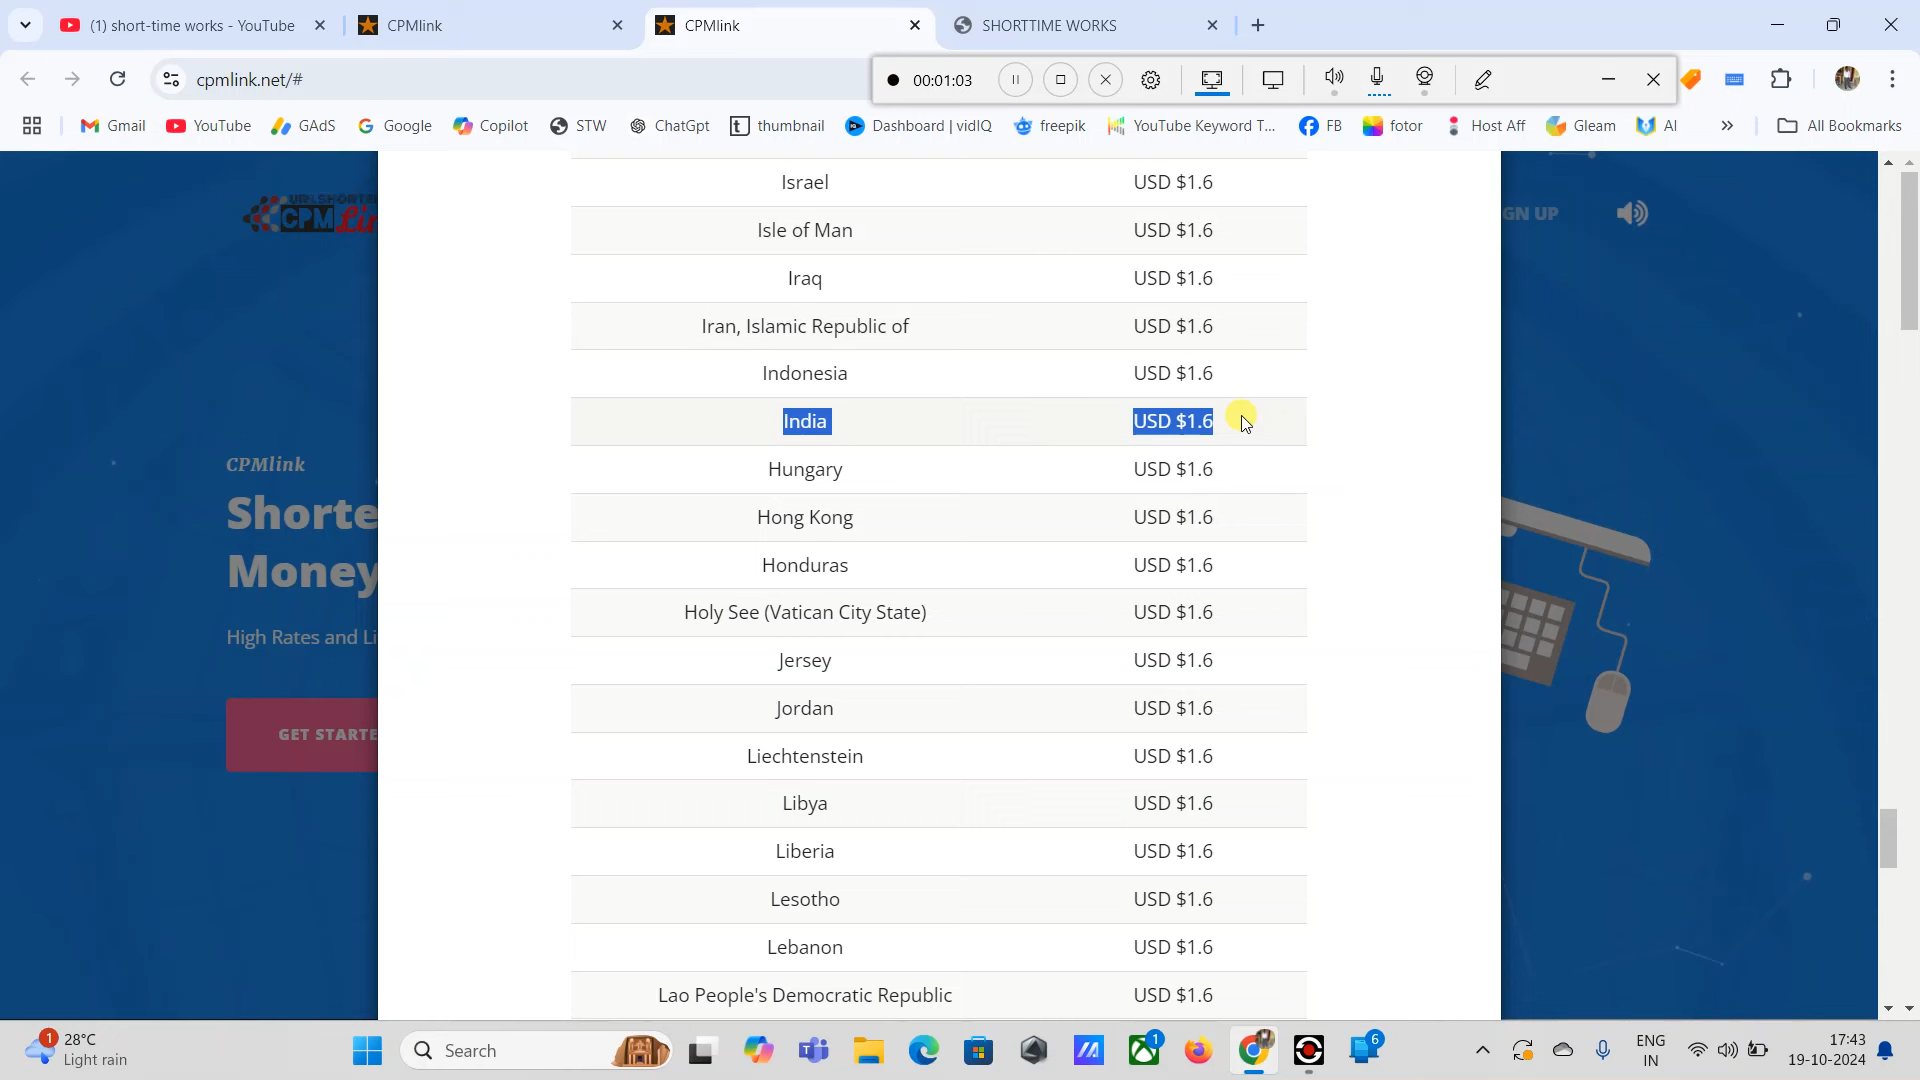 (1) short-time works - YouTube
CPMlink
CPMlink
SHORTTIME WORKS
cpmlink.net/#
00:01:03
Gmail
YouTube
GAdS
Google
Copilot
STW
ChatGpt
thumbnail
Dashboard | vidIQ
freepik
YouTube Keyword T...
FB
fotor
Host Aff
Gleam
AI
All Bookmarks
CPM
GN UP
CPMlink
Shorte
Money
High Rates and Li
GET STARTE
Israel USD $1.6
Isle of Man USD $1.6
Iraq USD $1.6
Iran, Islamic Republic of USD $1.6
Indonesia USD $1.6
India USD $1.6
Hungary USD $1.6
Hong Kong USD $1.6
Honduras USD $1.6
Holy See (Vatican City State) USD $1.6
Jersey USD $1.6
Jordan USD $1.6
Liechtenstein USD $1.6
Libya USD $1.6
Liberia USD $1.6
Lesotho USD $1.6
Lebanon USD $1.6
Lao People's Democratic Republic USD $1.6
1
28°C
Light rain
Search
1
6
ENG
IN
17:43
19-10-2024